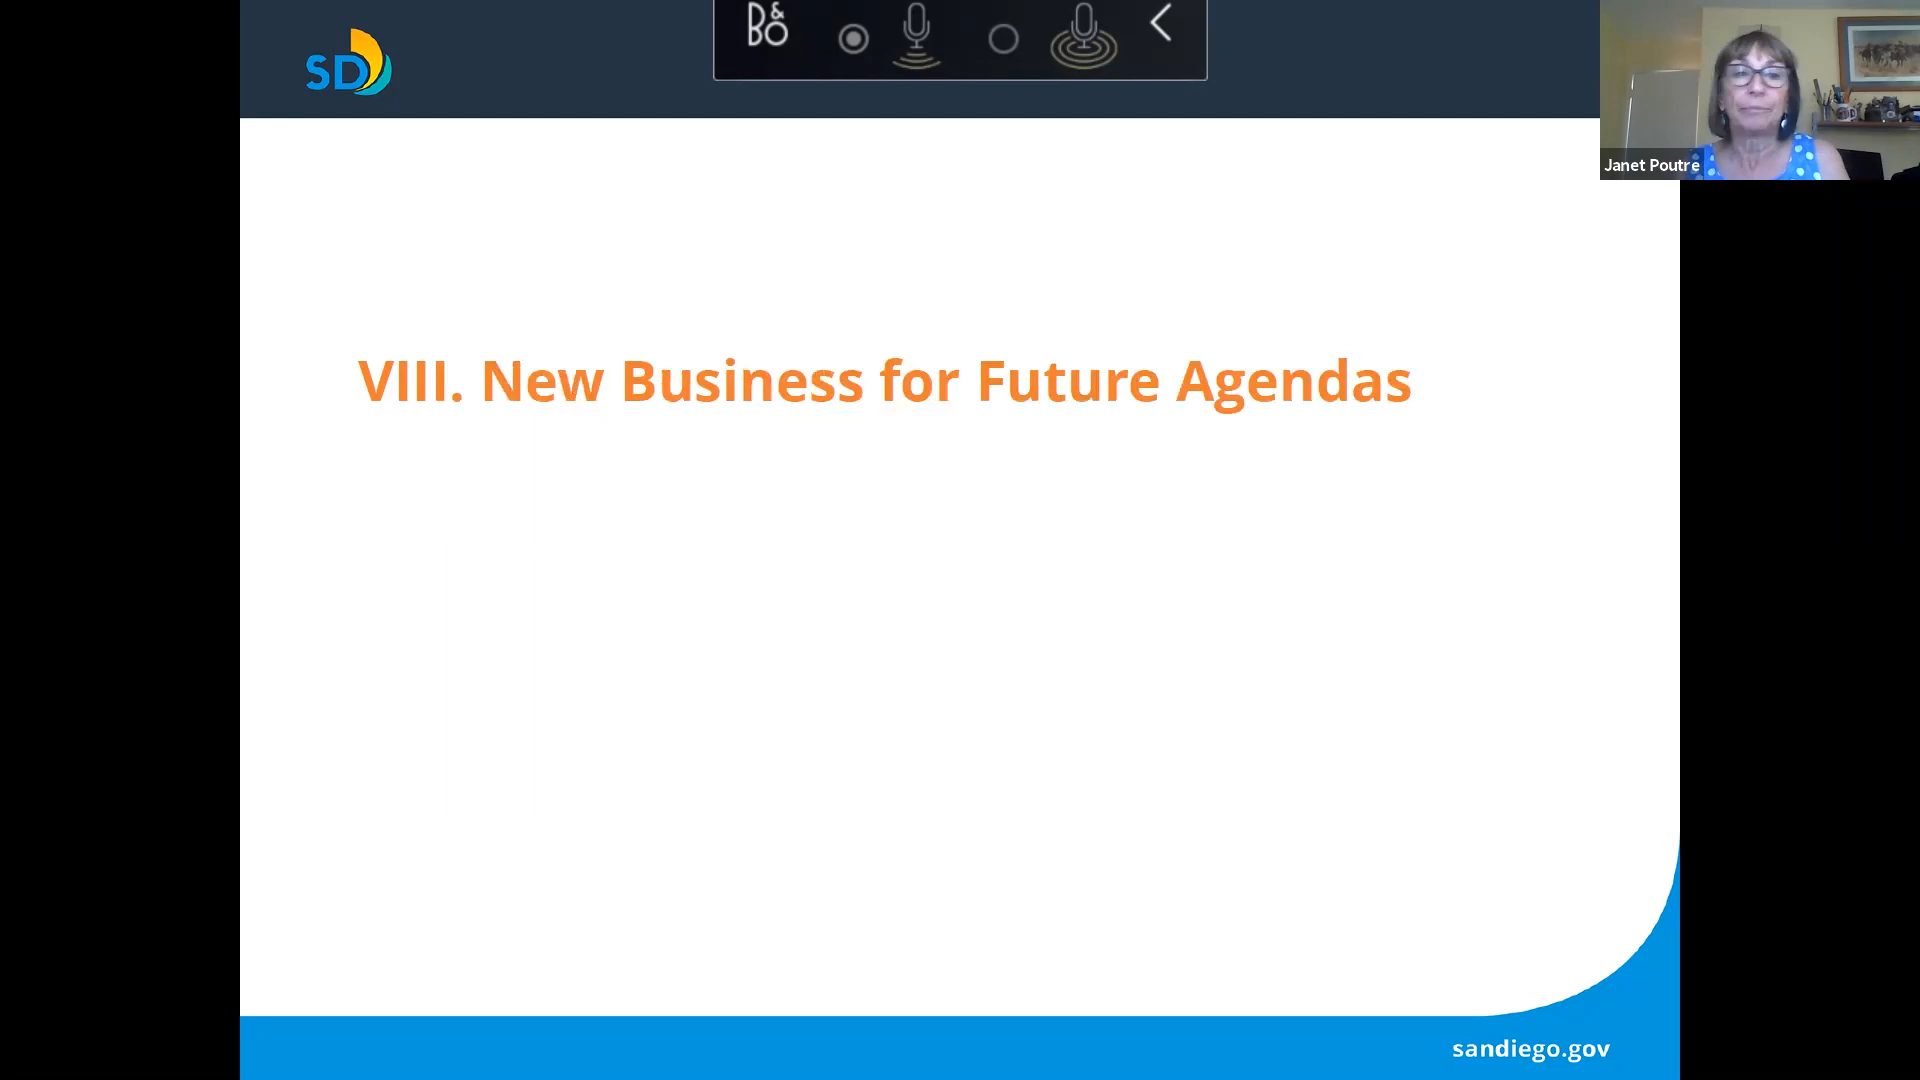 B&O
SD
Janet Poutre
VIII. New Business for Future Agendas
sandiego.gov